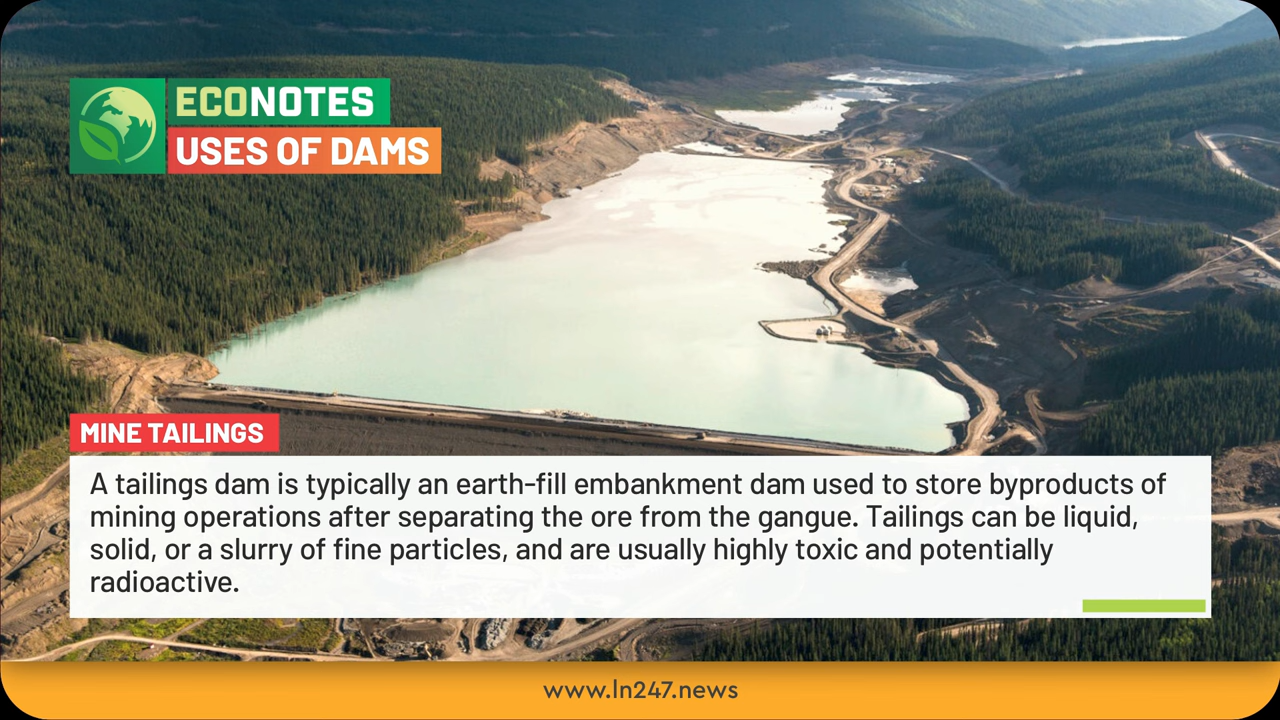 ECONOTES
USES OF DAMS
MINE TAILINGS
A tailings dam is typically an earth-fill embankment dam used to store byproducts of
mining operations after separating the ore from the gangue. Tailings can be liquid,
solid, or a slurry of fine particles, and are usually highly toxic and potentially
radioactive.
www.ln247.news